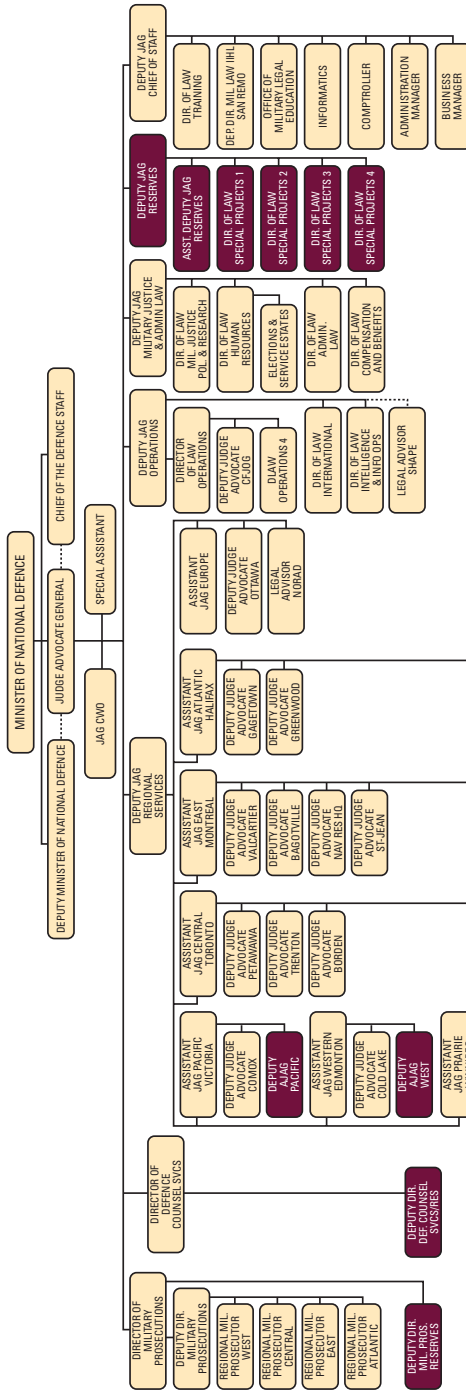 MINISTER OF NATIONAL DEFENCE
DEPUTY MINISTER OF NATIONAL DEFENCE
JUDGE ADVOCATE GENERAL
CHIEF OF THE DEFENCE STAFF
JAG CWO
SPECIAL ASSISTANT
DIRECTOR OF
MILITARY
PROSECUTIONS
DEPUTY DIR.
MILITARY
PROSECUTIONS
REGIONAL MIL.
PROSECUTOR
WEST
REGIONAL MIL.
PROSECUTOR
CENTRAL
REGIONAL MIL.
PROSECUTOR
EAST
REGIONAL MIL.
PROSECUTOR
ATLANTIC
DEPUTY DIR.
MIL. PROS.
RESERVES
DIRECTOR OF
DEFENCE
COUNSEL SVCS
DEPUTY DIR.
DEF. COUNSEL
SVCS/RES
DEPUTY JAG
REGIONAL
SERVICES
ASSISTANT
JAG PACIFIC
VICTORIA
DEPUTY JUDGE
ADVOCATE
COMOX
DEPUTY
AJAG
PACIFIC
ASSISTANT
JAG WESTERN
EDMONTON
DEPUTY JUDGE
ADVOCATE
COLD LAKE
DEPUTY
AJAG
WEST
ASSISTANT
JAG PRAIRIE
ASSISTANT
JAG CENTRAL
TORONTO
DEPUTY JUDGE
ADVOCATE
PETAWAWA
DEPUTY JUDGE
ADVOCATE
TRENTON
DEPUTY JUDGE
ADVOCATE
BORDEN
ASSISTANT
JAG EAST
MONTREAL
DEPUTY JUDGE
ADVOCATE
VALCARTIER
DEPUTY JUDGE
ADVOCATE
BAGOTVILLE
DEPUTY JUDGE
ADVOCATE
NAV RES HQ
DEPUTY JUDGE
ADVOCATE
ST-JEAN
ASSISTANT
JAG ATLANTIC
HALIFAX
DEPUTY JUDGE
ADVOCATE
GAGETOWN
DEPUTY JUDGE
ADVOCATE
GREENWOOD
ASSISTANT
JAG EUROPE
DEPUTY JUDGE
ADVOCATE
OTTAWA
LEGAL
ADVISOR
NORAD
DEPUTY JAG
OPERATIONS
DIRECTOR
OF LAW
OPERATIONS
DEPUTY JUDGE
ADVOCATE
CFJOG
DLAW
OPERATIONS 4
DIR. OF LAW
INTERNATIONAL
DIR. OF LAW
INTELLIGENCE
& INFO OPS
LEGAL ADVISOR
SHAPE
DEPUTY JAG
MILITARY JUSTICE
& ADMIN LAW
DIR. OF LAW
MIL. JUSTICE
POL. & RESEARCH
DIR. OF LAW
HUMAN
RESOURCES
ELECTIONS &
SERVICE ESTATES
DIR. OF LAW
ADMIN.
LAW
DIR. OF LAW
COMPENSATION
AND BENEFITS
DEPUTY JAG
RESERVES
ASST. DEPUTY JAG
RESERVES
DIR. OF LAW
SPECIAL PROJECTS 1
DIR. OF LAW
SPECIAL PROJECTS 2
DIR. OF LAW
SPECIAL PROJECTS 3
DIR. OF LAW
SPECIAL PROJECTS 4
DEPUTY JAG
CHIEF OF STAFF
DIR. OF LAW
TRAINING
DEP. DIR. MIL. LAW IIHL
SAN REMO
OFFICE OF
MILITARY LEGAL
EDUCATION
INFORMATICS
COMPTROLLER
ADMINISTRATION
MANAGER
BUSINESS
MANAGER